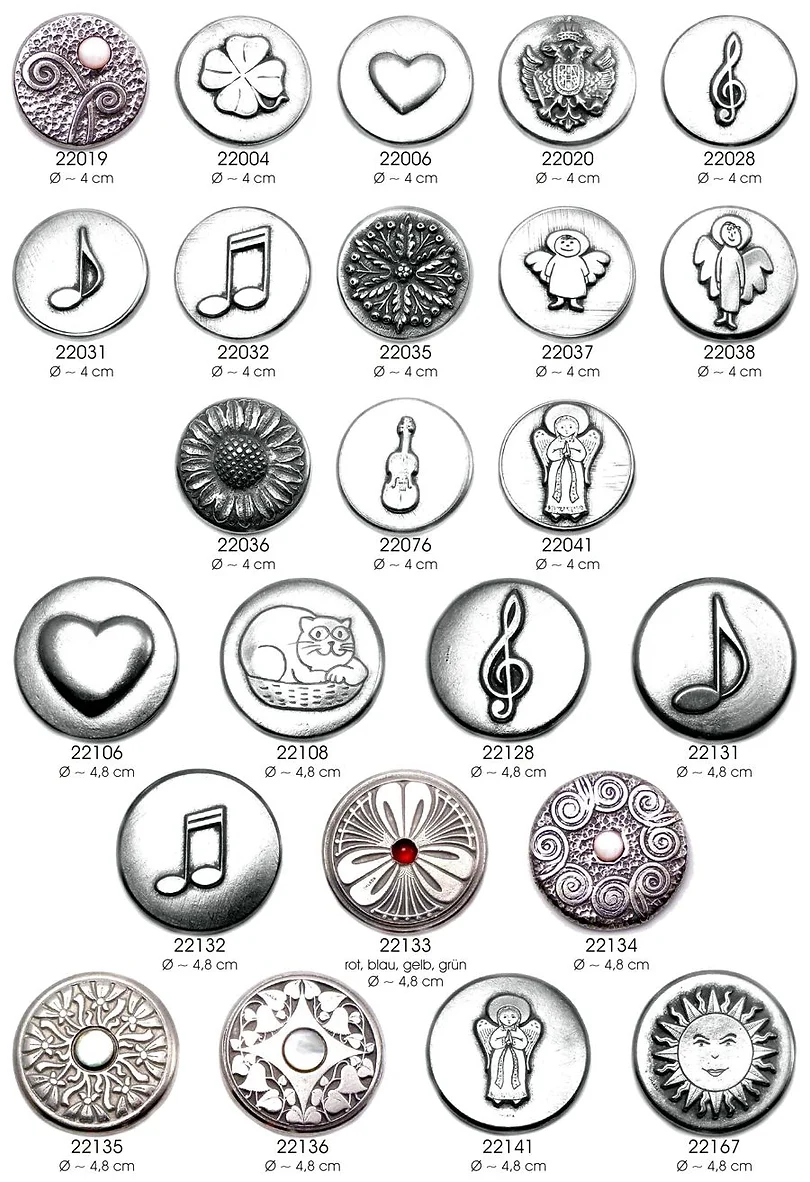 22019 22004 22006 22020 22028
Ø ~ 4 cm Ø ~ 4 cm Ø ~ 4 cm Ø ~ 4 cm Ø ~ 4 cm
22031 22032 22035 22037 22038
Ø ~ 4 cm Ø ~ 4 cm Ø ~ 4 cm Ø ~ 4 cm Ø ~ 4 cm
22036 22076 22041
Ø ~ 4 cm Ø ~ 4 cm Ø ~ 4 cm
22106 22108 22128 22131
Ø ~ 4,8 cm Ø ~ 4,8 cm Ø ~ 4,8 cm Ø ~ 4,8 cm
22132 22133 22134
Ø ~ 4,8 cm rot, blau, gelb, grün Ø ~ 4,8 cm
Ø ~ 4,8 cm
22135 22136 22141 22167
Ø ~ 4,8 cm Ø ~ 4,8 cm Ø ~ 4,8 cm Ø ~ 4,8 cm